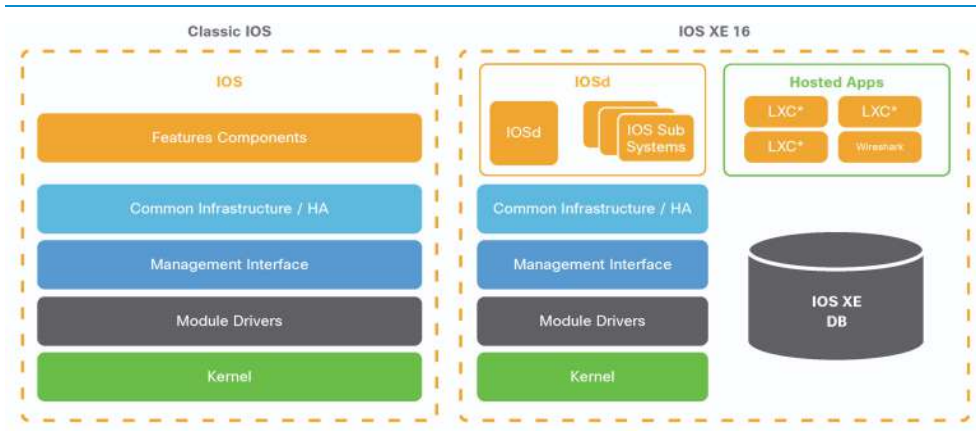 Classic IOS
IOS
Features Components
Common Infrastructure / HA
Management Interface
Module Drivers
Kernel
IOS XE 16
IOSd
IOSd
IOS Sub
Systems
Hosted Apps
LXC*
LXC*
LXC*
Wireshark
Common Infrastructure / HA
Management Interface
Module Drivers
Kernel
IOS XE
DB